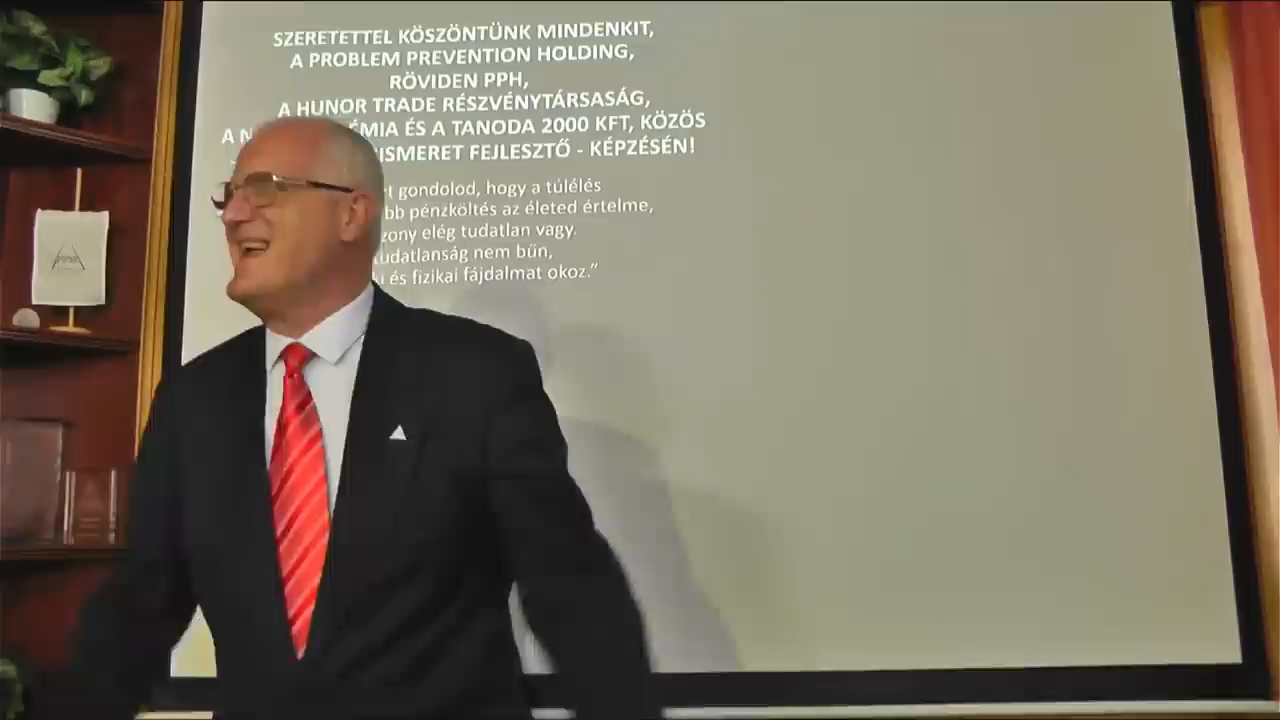 SZERETETTEL KÖSZÖNTÜNK MINDENKIT,
A PROBLEM PREVENTION HOLDING,
RÖVIDEN PPH,
A HUNOR TRADE RÉSZVÉNYTÁRSASÁG,
A ÉS A TANODA 2000 KFT, KÖZÖS
FEJLESZTŐ - KÉPZÉSÉN!
gondolod, hogy a túlélés
pénzköltés az életed értelme,
elég tudatlan vagy.
tudatlanság nem bűn,
és fizikai fájdalmat okoz.”